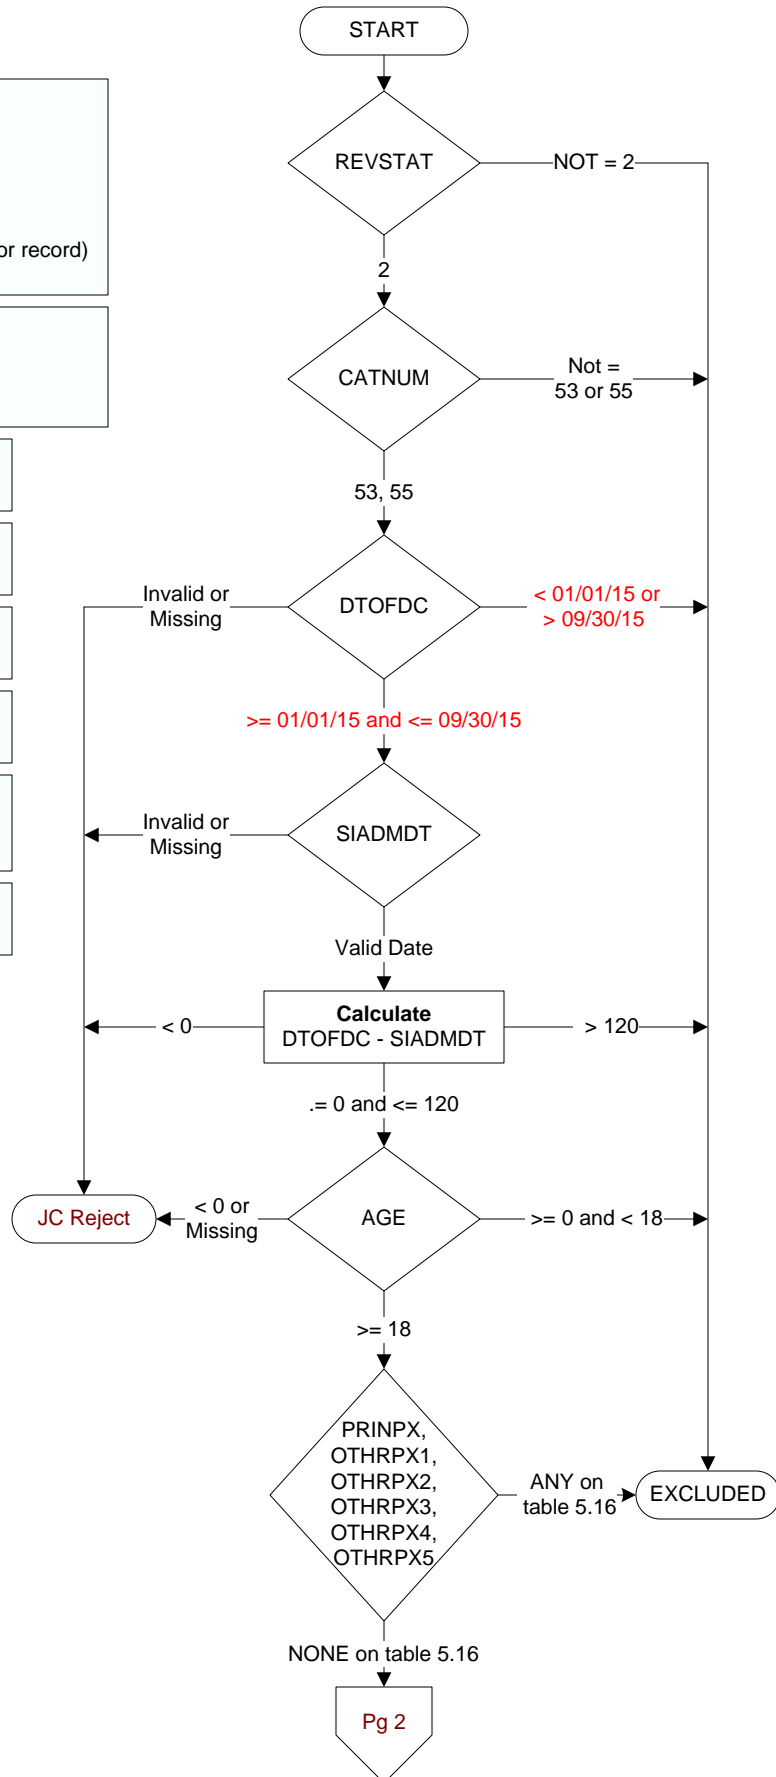 START
REVSTAT
NOT = 2
or record)
2
CATNUM
Not =
53 or 55
53, 55
Invalid or
Missing
DTOFDC
< 01/01/15 or
> 09/30/15
>= 01/01/15 and <= 09/30/15
Invalid or
Missing
SIADMDT
Valid Date
< 0
Calculate
DTOFDC - SIADMDT
> 120
.= 0 and <= 120
JC Reject
< 0 or
Missing
AGE
>= 0 and < 18
>= 18
PRINPX,
OTHRPX1,
OTHRPX2,
OTHRPX3,
OTHRPX4,
OTHRPX5
ANY on
table 5.16
EXCLUDED
NONE on table 5.16
Pg 2